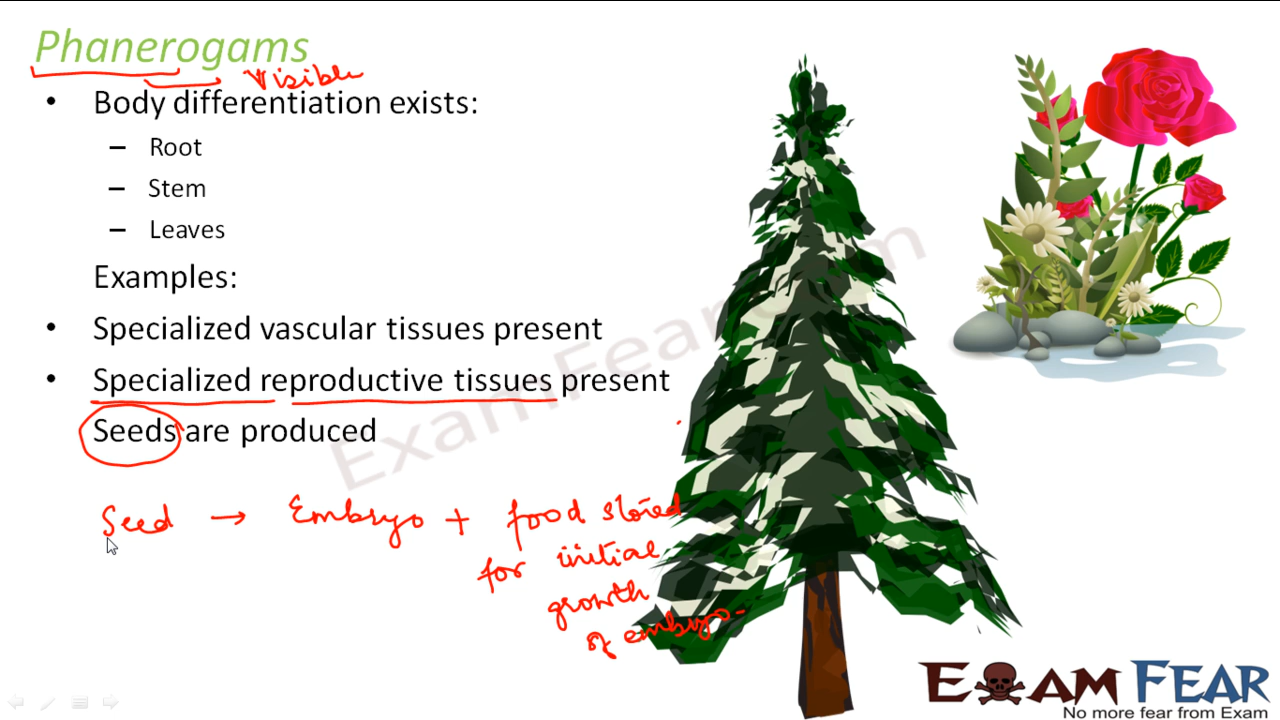 Phanerogams
Visible
• Body differentiation exists:
– Root
– Stem
– Leaves
Examples:
• Specialized vascular tissues present
• Specialized reproductive tissues present
Seeds are produced
Seed → Embryo + food stored
for initial
growth
of embryo.
ExamFear.com
EXAM FEAR
No more fear from Exam